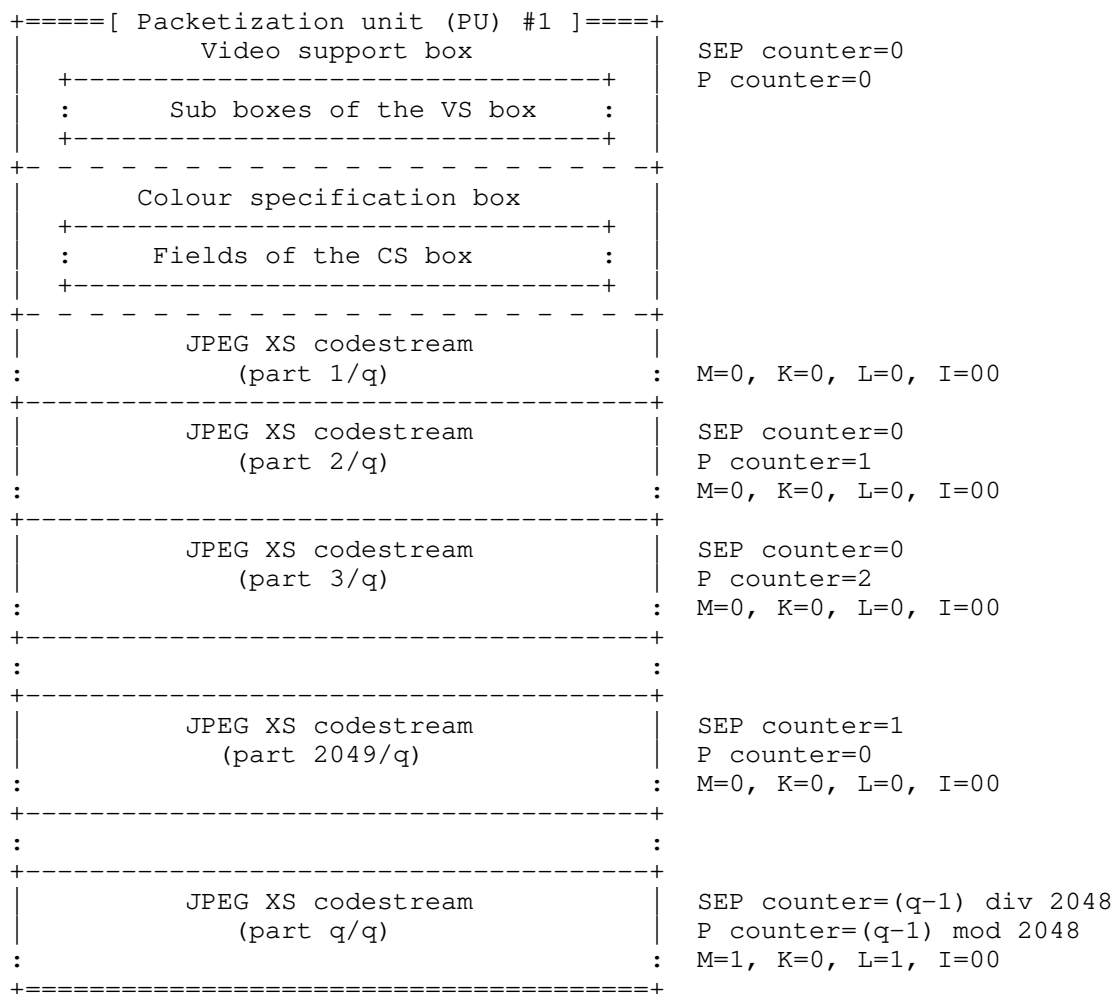 +=====[ Packetization unit (PU) #1 ]====+
|           Video support box           |  SEP counter=0
|  +---------------------------------+  |  P counter=0
|  :      Sub boxes of the VS box    :  |
|  +---------------------------------+  |
+- - - - - - - - - - - - - - - - - - - -+
|       Colour specification box        |
|  +---------------------------------+  |
|  :     Fields of the CS box        :  |
|  +---------------------------------+  |
+- - - - - - - - - - - - - - - - - - - -+
|          JPEG XS codestream           |
:             (part 1/q)                :  M=0, K=0, L=0, I=00
+---------------------------------------+
|          JPEG XS codestream           |  SEP counter=0
|             (part 2/q)                |  P counter=1
:                                       :  M=0, K=0, L=0, I=00
+---------------------------------------+
|          JPEG XS codestream           |  SEP counter=0
|             (part 3/q)                |  P counter=2
:                                       :  M=0, K=0, L=0, I=00
+---------------------------------------+
:                                       :
+---------------------------------------+
|          JPEG XS codestream           |  SEP counter=1
|            (part 2049/q)              |  P counter=0
:                                       :  M=0, K=0, L=0, I=00
+---------------------------------------+
:                                       :
+---------------------------------------+
|          JPEG XS codestream           |  SEP counter=(q-1) div 2048
|             (part q/q)                |  P counter=(q-1) mod 2048
:                                       :  M=1, K=0, L=1, I=00
+=======================================+